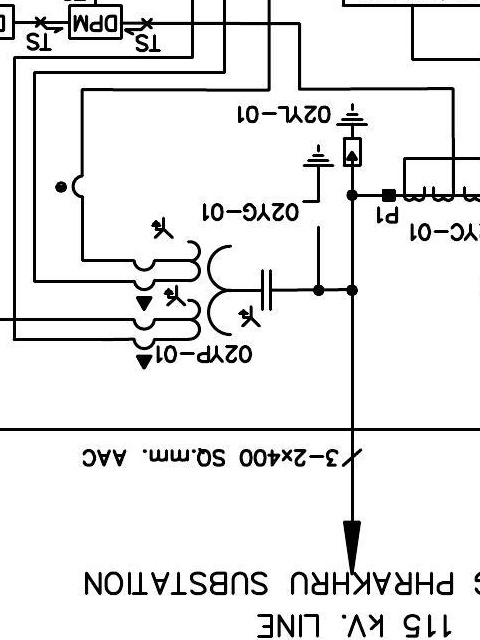 115 kV. LINE
PHRAKHRU SUBSTATION
3-2x400 SQ.mm. AAC
02YP-01
YC-01
P1
02YG-01
02YL-01
TS
TS
DPM